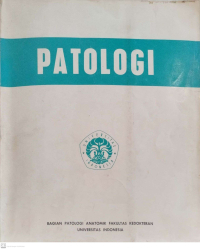 PATOLOGI
BAGIAN PATOLOGI ANATOMIK FAKULTAS KEDOKTERAN
UNIVERSITAS INDONESIA